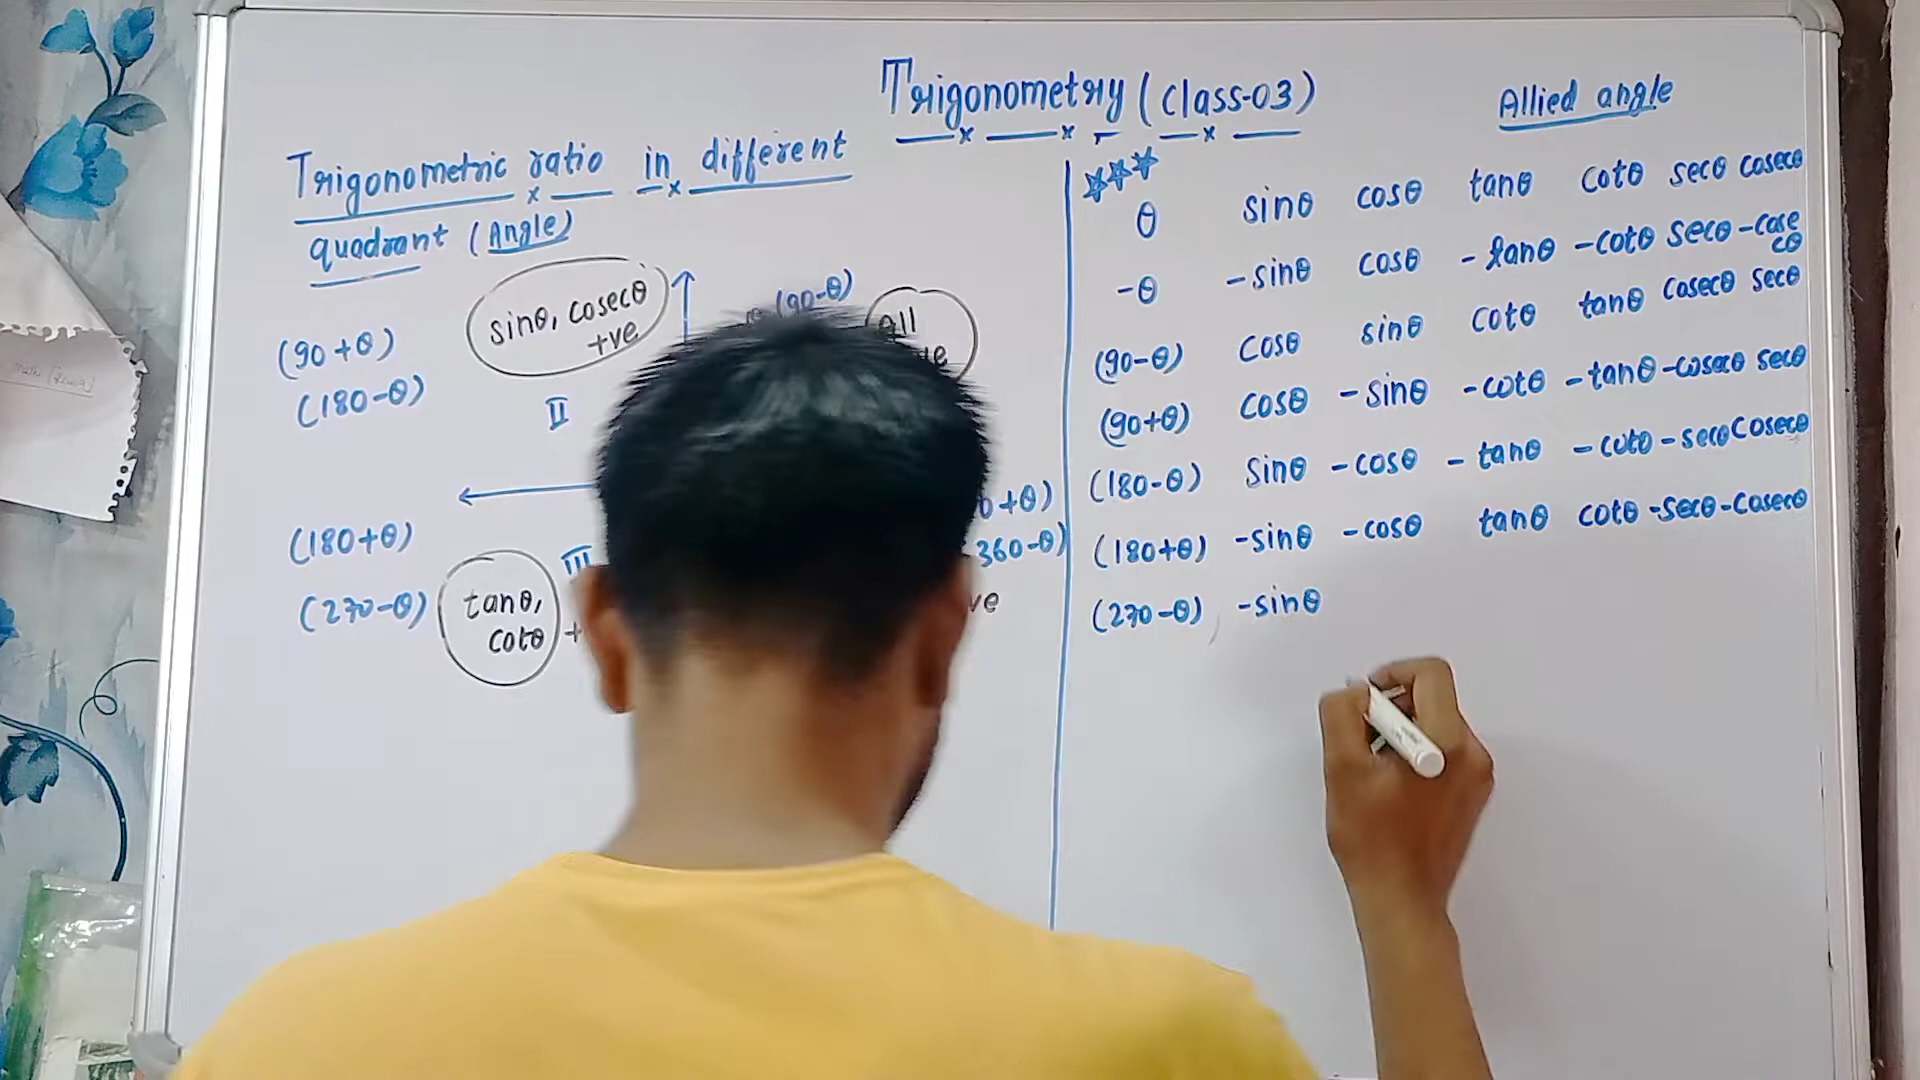 Trigonometry (class-03)
Trigonometric ratio in different
quadrant (Angle)
sinθ, cosecθ
+ve
(90-θ)
All
(90+θ)
(180-θ)
II
(180+θ)
III
(270-θ)
tanθ,
cotθ
+
+θ)
360-θ)
ve
Allied angle
θ sinθ cosθ tanθ cotθ secθ cosecθ
-θ -sinθ cosθ -tanθ -cotθ secθ -cosecθ
(90-θ) cosθ sinθ cotθ tanθ cosecθ secθ
(90+θ) cosθ -sinθ -cotθ -tanθ -cosecθ secθ
(180-θ) sinθ -cosθ -tanθ -cotθ -secθ cosecθ
(180+θ) -sinθ -cosθ tanθ cotθ -secθ -cosecθ
(270-θ) -sinθ